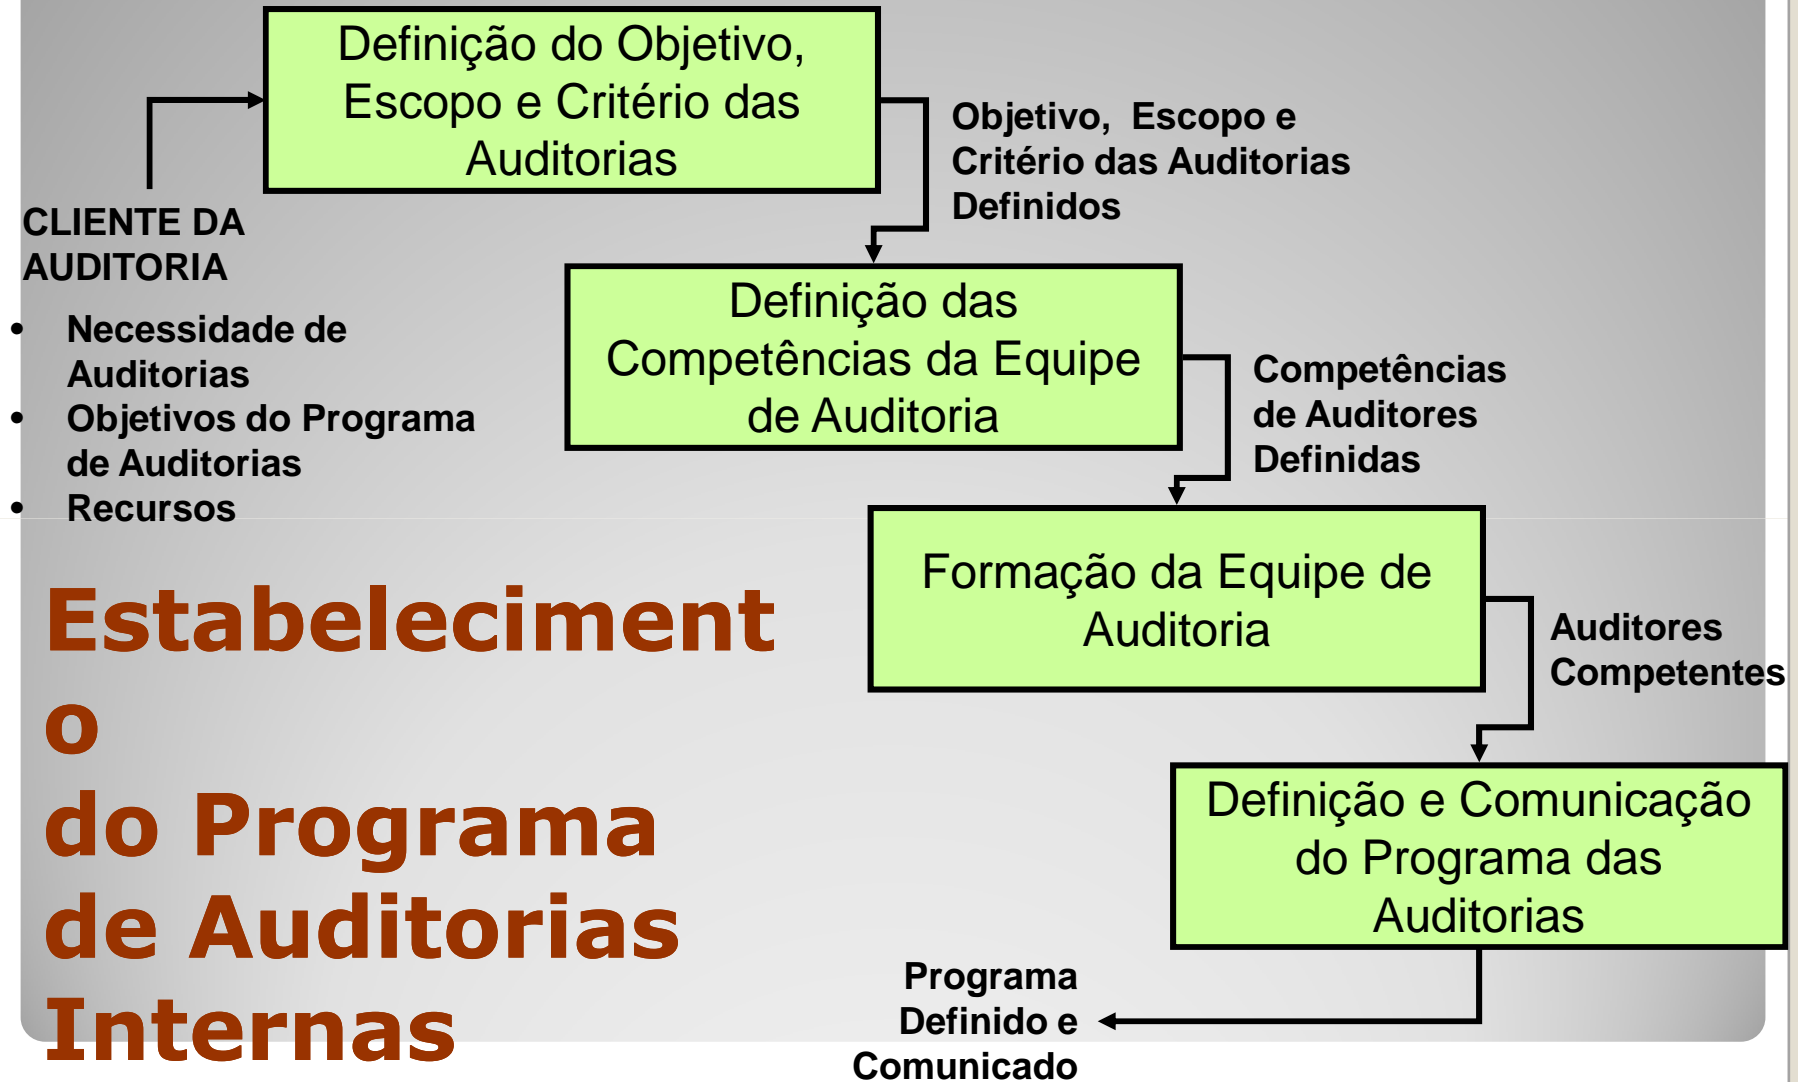 Definição do Objetivo,
Escopo e Critério das
Auditorias
Objetivo, Escopo e
Critério das Auditorias
Definidos
CLIENTE DA
AUDITORIA
• Necessidade de
Auditorias
• Objetivos do Programa
de Auditorias
• Recursos
Definição das
Competências da Equipe
de Auditoria
Competências
de Auditores
Definidas
Formação da Equipe de
Auditoria
Auditores
Competentes
Estabeleciment
o
do Programa
de Auditorias
Internas
Definição e Comunicação
do Programa das
Auditorias
Programa
Definido e
Comunicado